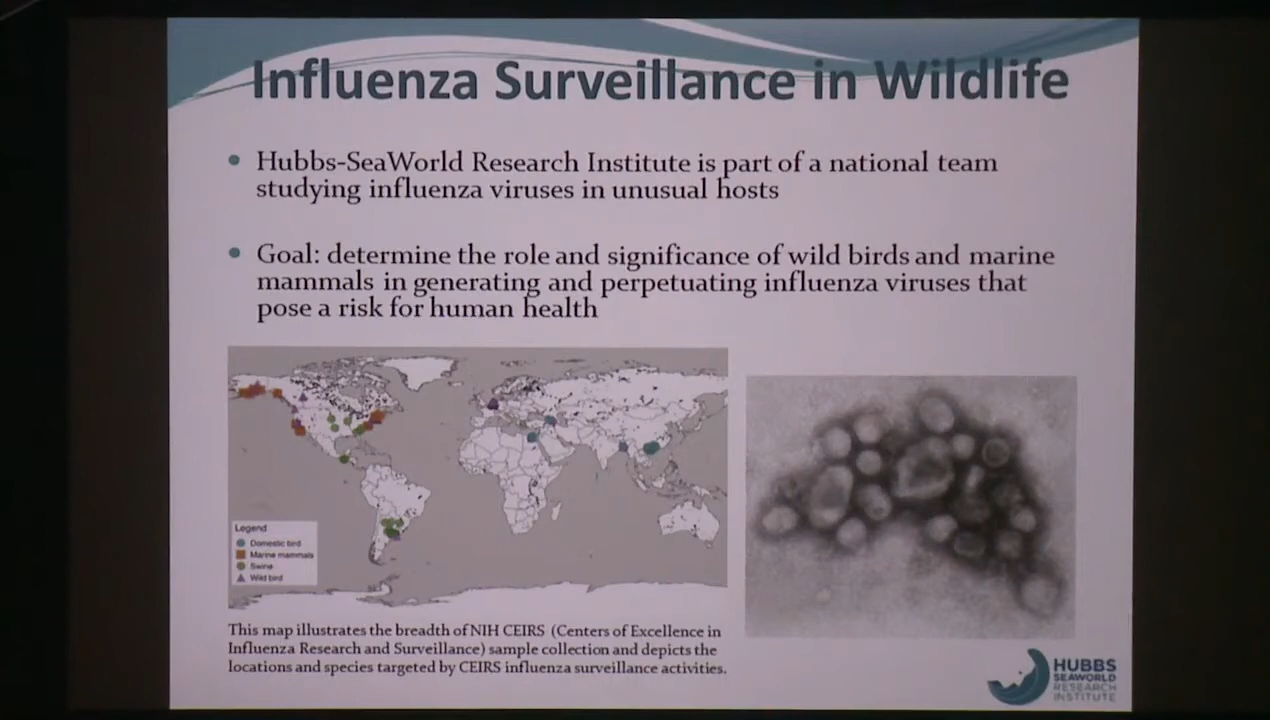 Influenza Surveillance in Wildlife
Hubbs-SeaWorld Research Institute is part of a national team
studying influenza viruses in unusual hosts
Goal: determine the role and significance of wild birds and marine
mammals in generating and perpetuating influenza viruses that
pose a risk for human health
Legend
Domestic bird
Marine mammals
Swine
Wild bird
This map illustrates the breadth of NIH CEIRS (Centers of Excellence in
Influenza Research and Surveillance) sample collection and depicts the
locations and species targeted by CEIRS influenza surveillance activities.
HUBBS
SEAWORLD
RESEARCH
INSTITUTE